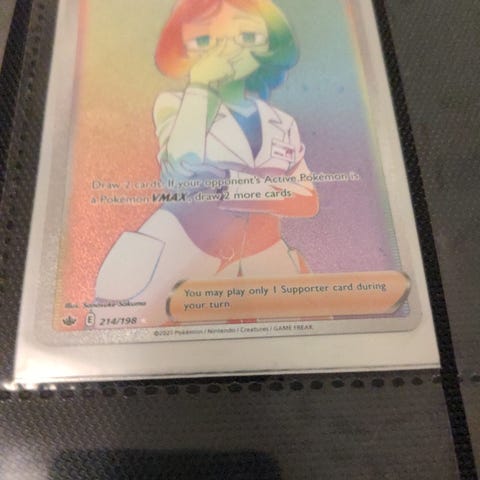 Draw 2 cards. If your opponent's Active Pokémon is
a Pokémon VMAX, draw 2 more cards.
You may play only 1 Supporter card during
your turn.
Illus. Sanosuke Sakuma
E 214/198
©2021 Pokémon / Nintendo / Creatures / GAME FREAK